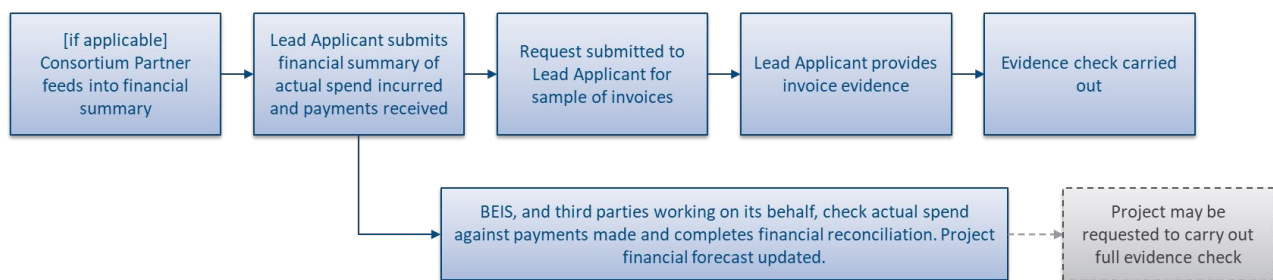 [if applicable]
Consortium Partner
feeds into financial
summary
Lead Applicant submits
financial summary of
actual spend incurred
and payments received
Request submitted to
Lead Applicant for
sample of invoices
Lead Applicant provides
invoice evidence
Evidence check carried
out
BEIS, and third parties working on its behalf, check actual spend
against payments made and completes financial reconciliation. Project
financial forecast updated.
Project may be
requested to carry out
full evidence check